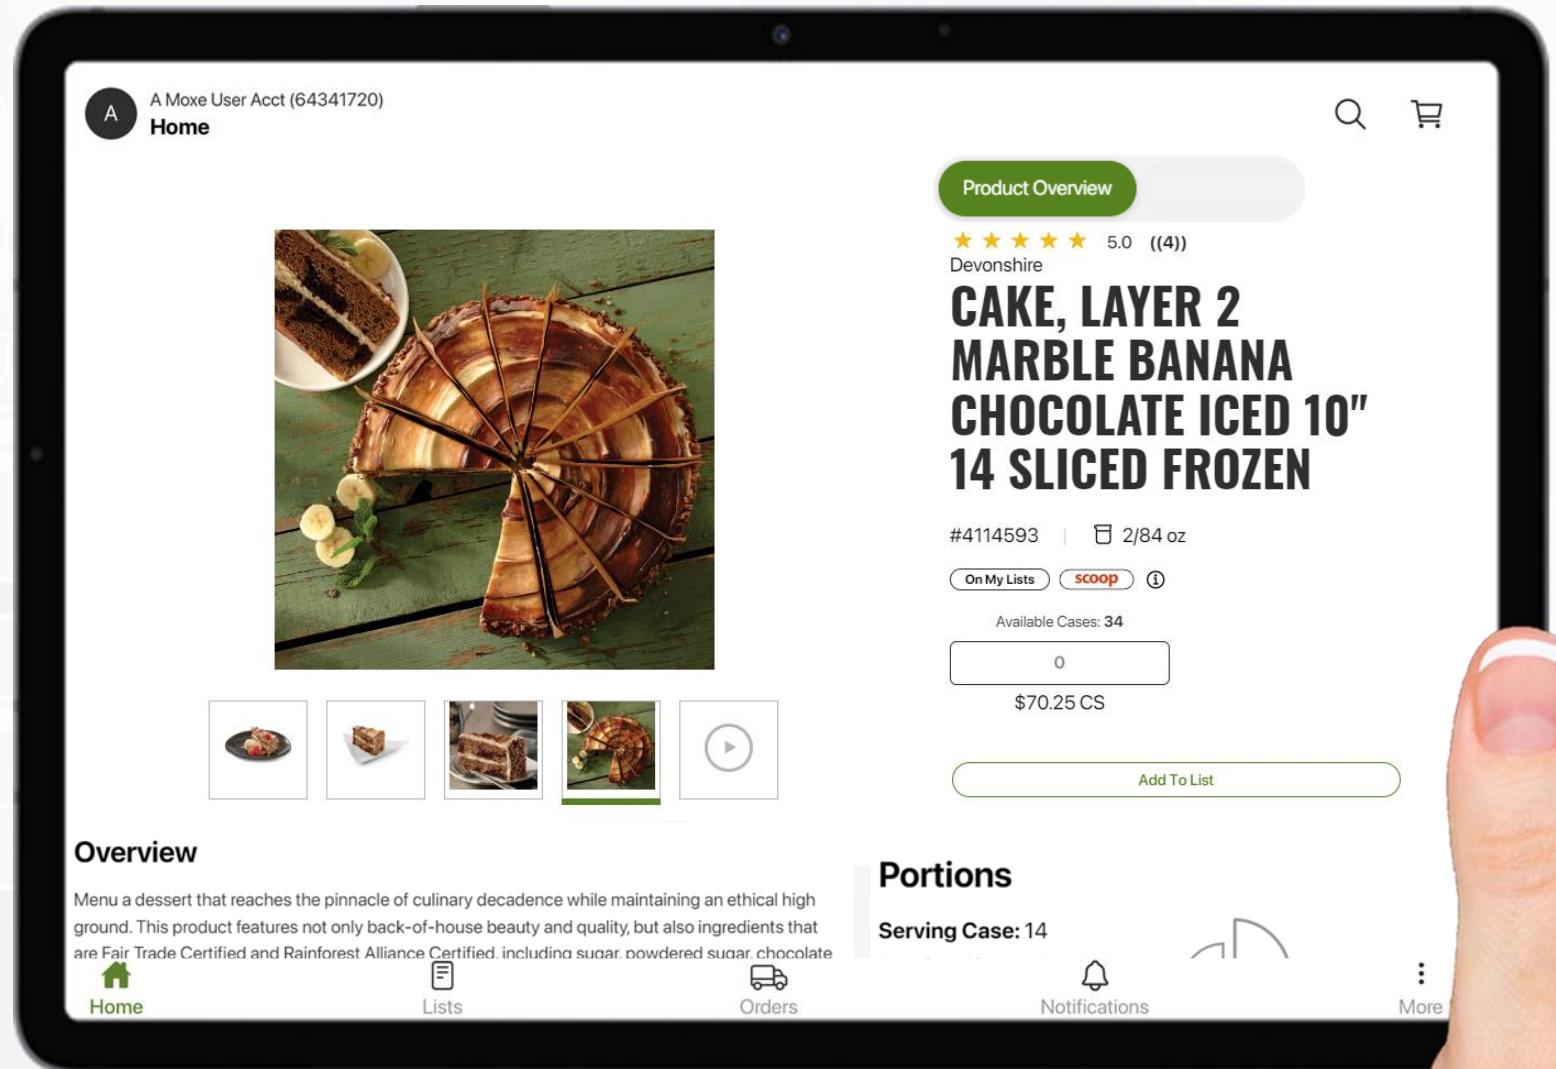 A
A Moxe User Acct (64341720)
Home
Product Overview
5.0 ((4))
Devonshire
CAKE, LAYER 2
MARBLE BANANA
CHOCOLATE ICED 10"
14 SLICED FROZEN
#4114593 | 2/84 oz
On My Lists scoop
Available Cases: 34
0
$70.25 CS
Add To List
Overview
Menu a dessert that reaches the pinnacle of culinary decadence while maintaining an ethical high
ground. This product features not only back-of-house beauty and quality, but also ingredients that
are Fair Trade Certified and Rainforest Alliance Certified, including sugar, powdered sugar, chocolate
Portions
Serving Case: 14
Home
Lists
Orders
Notifications
More